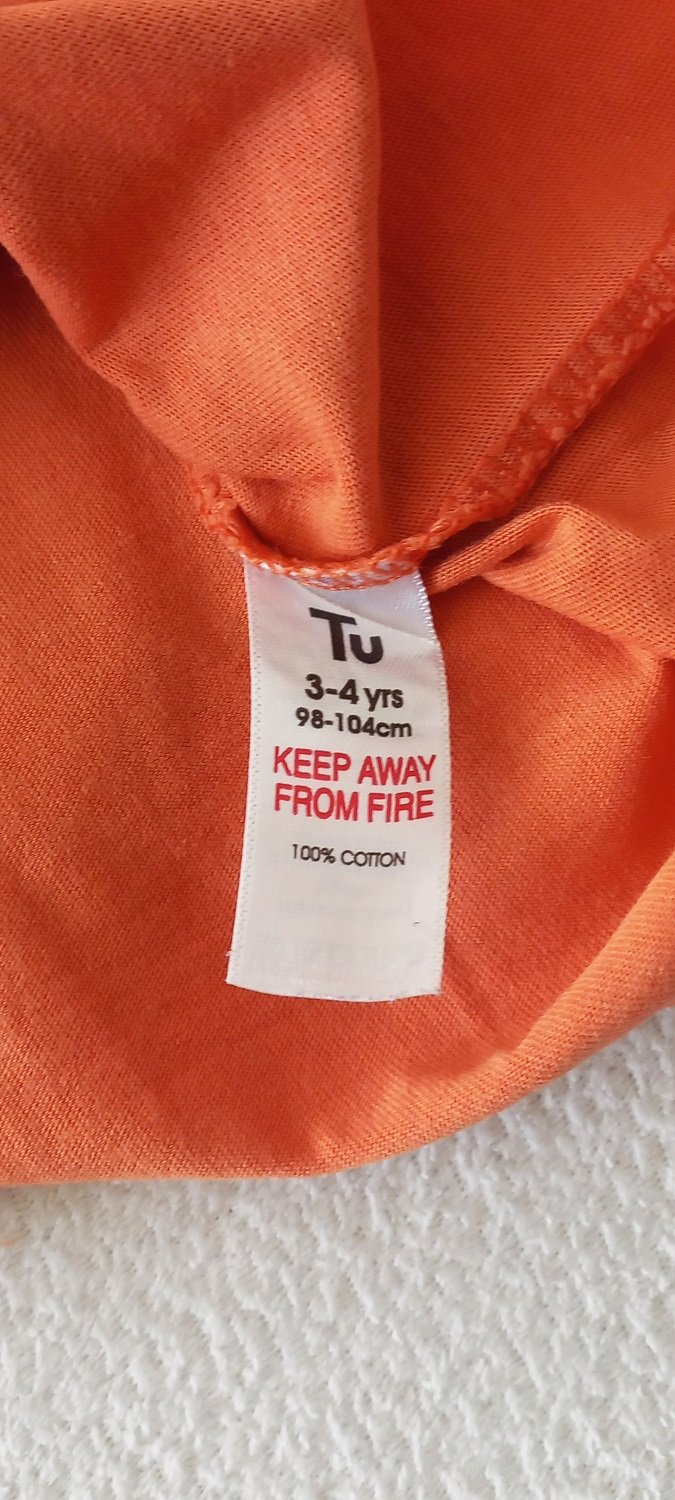 Tu
3-4 yrs
98-104cm
KEEP AWAY
FROM FIRE
100% COTTON